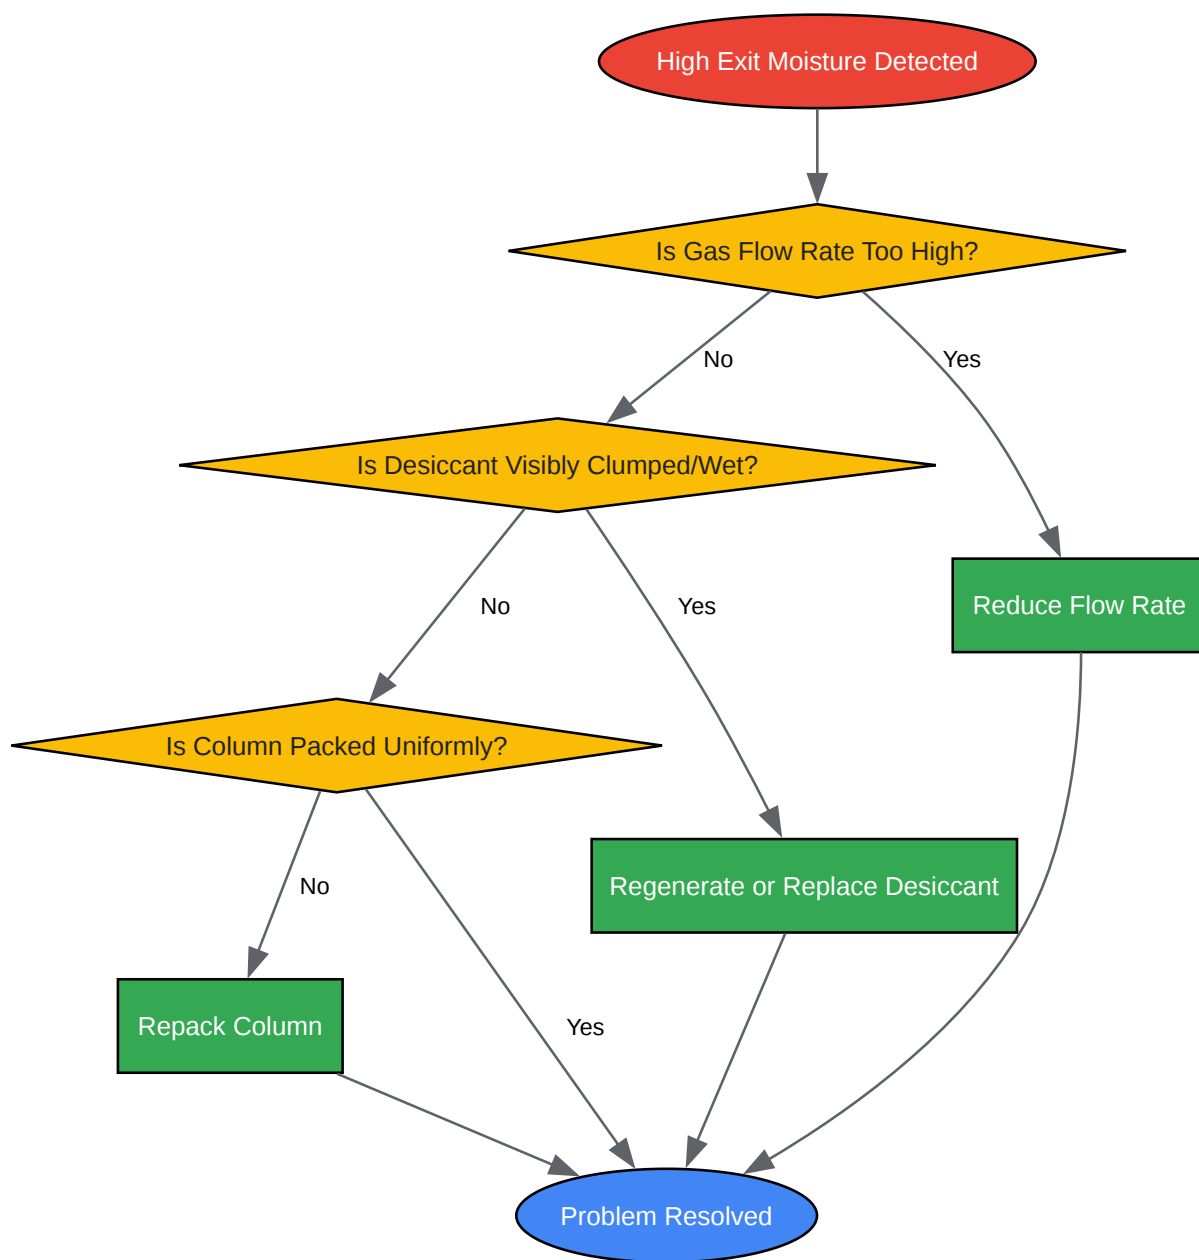 High Exit Moisture Detected
Is Gas Flow Rate Too High?
No
Yes
Is Desiccant Visibly Clumped/Wet?
No
Yes
Reduce Flow Rate
Is Column Packed Uniformly?
No
Regenerate or Replace Desiccant
Repack Column
Yes
Problem Resolved